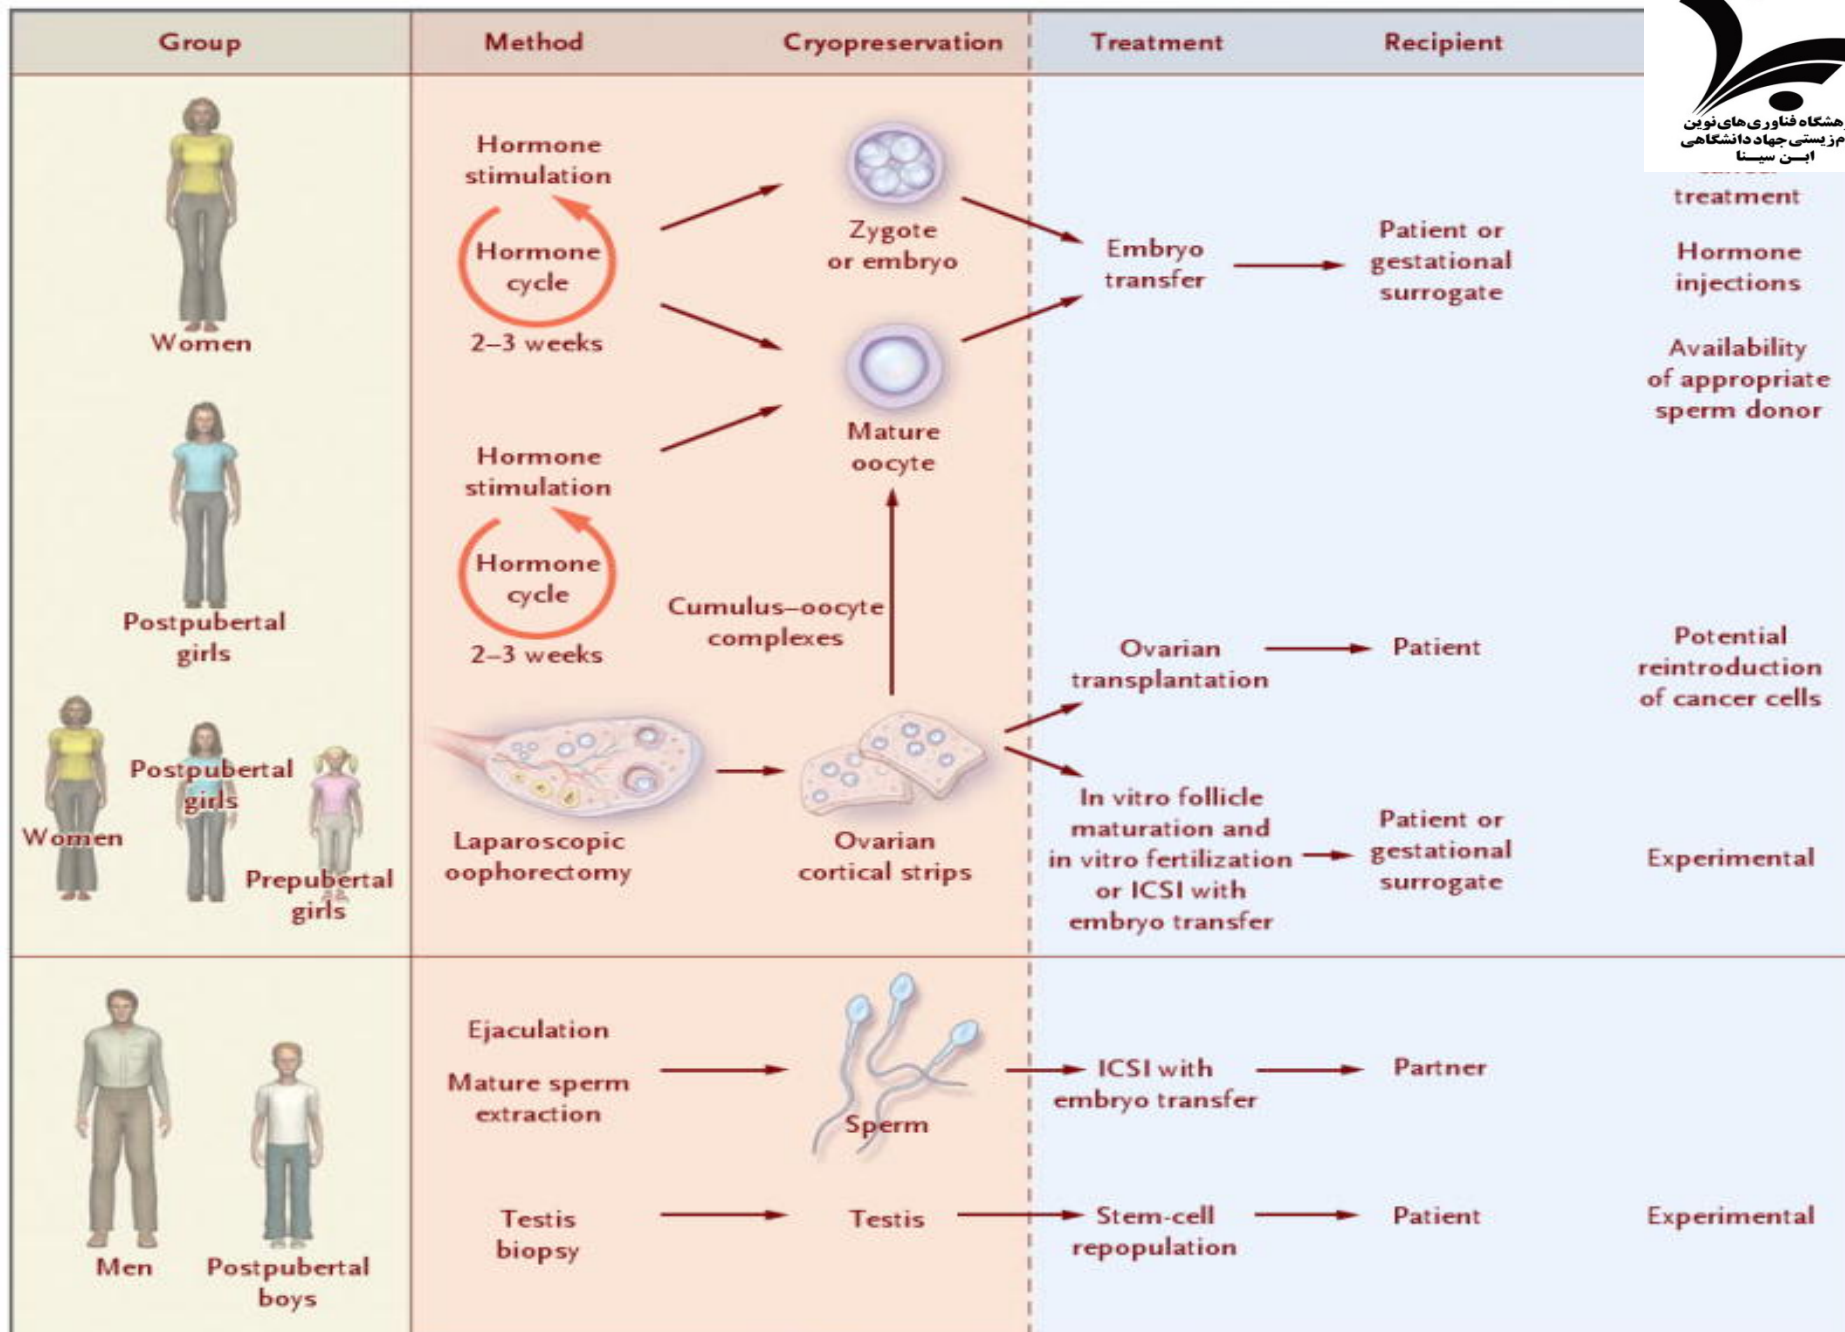 Group
Method
Cryopreservation
Treatment
Recipient
هشگاه فناوری‌های نوین
م زیستی جهاد دانشگاهی
ابن سینا
Hormone
stimulation
Hormone
cycle
2–3 weeks
Women
Zygote
or embryo
Mature
oocyte
Embryo
transfer
Patient or
gestational
surrogate
treatment
Hormone
injections
Availability
of appropriate
sperm donor
Hormone
stimulation
Hormone
cycle
2–3 weeks
Postpubertal
girls
Cumulus–oocyte
complexes
Ovarian
transplantation
Patient
Potential
reintroduction
of cancer cells
Women
Postpubertal
girls
Prepubertal
girls
Laparoscopic
oophorectomy
Ovarian
cortical strips
In vitro follicle
maturation and
in vitro fertilization
or ICSI with
embryo transfer
Patient or
gestational
surrogate
Experimental
Men
Postpubertal
boys
Ejaculation
Mature sperm
extraction
Sperm
ICSI with
embryo transfer
Partner
Testis
biopsy
Testis
Stem-cell
repopulation
Patient
Experimental